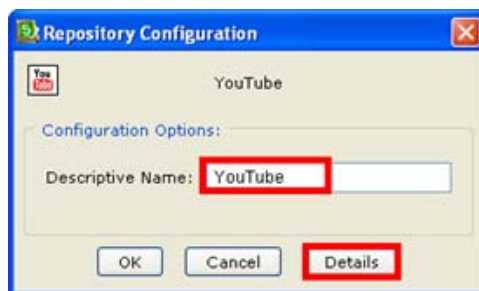 Repository Configuration
You
Tube
YouTube
Configuration Options:
Descriptive Name: YouTube
OK Cancel Details